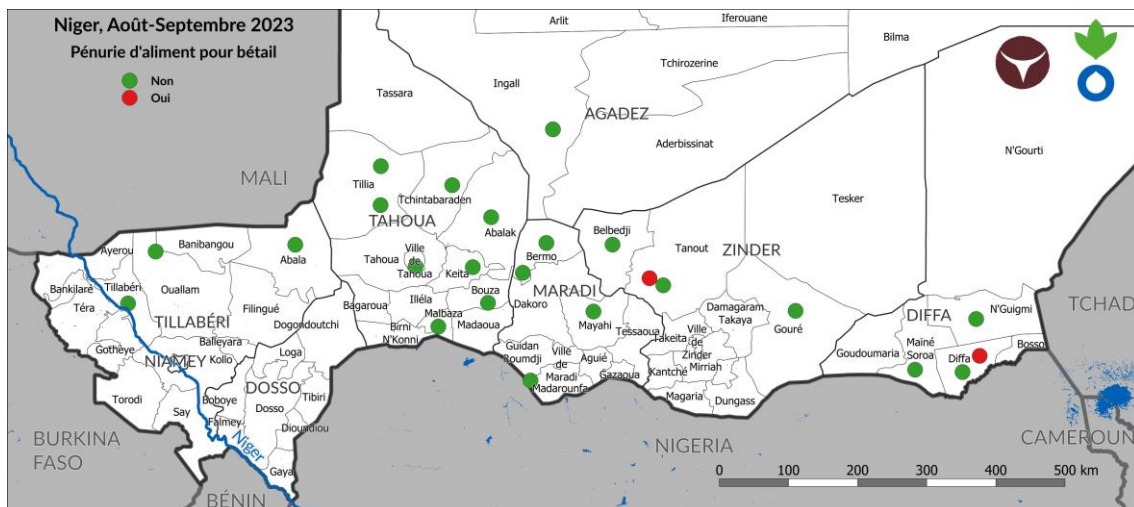 Niger, Août-Septembre 2023
Pénurie d'aliment pour bétail
Non
Oui
Arlit
Iferouane
Bilma
Tchirozerine
Ingall
Tassara
AGADEZ
Aderbissinat
N'Gourti
MALI
Tillia
Tchintabaraden
Tesker
TAHOUA
Abalak
Belbedji
Tanout
ZINDER
Ayerou
Banibangou
Abala
Tahoua
Ville
de
Tahoua
Keita
Bermo
Bankilaré
Tillabéri
Ouallam
Téra
Filingué
Bagaroua
Illéla
Bouza
Dakoro
MARADI
Damagaram
Takaya
Gouré
N'Guigmi
TCHAD
DIFFA
TILLABÉRI
Dogondoutchi
Birni
N'Konni
Malbaza
Madaoua
Mayahi
Tessaoua
Takeita
Ville
de
Zinder
Mirriah
Goudoumaria
Maïné
Soroa
Diffa
Bosso
Gotheye
Balleyara
Kollo
NIAMEY
Loga
Guidan
Roumdji
Ville
de
Maradi
Madarounfa
Aguié
Gazaoua
Kantché
Magaria
Dungass
DOSSO
Torodi
Say
Boboye
Dosso
Tibiri
Falmey
Dioundiou
Niger
Gaya
BURKINA
FASO
BÉNIN
NIGERIA
CAMEROUN
0 100 200 300 400 500 km